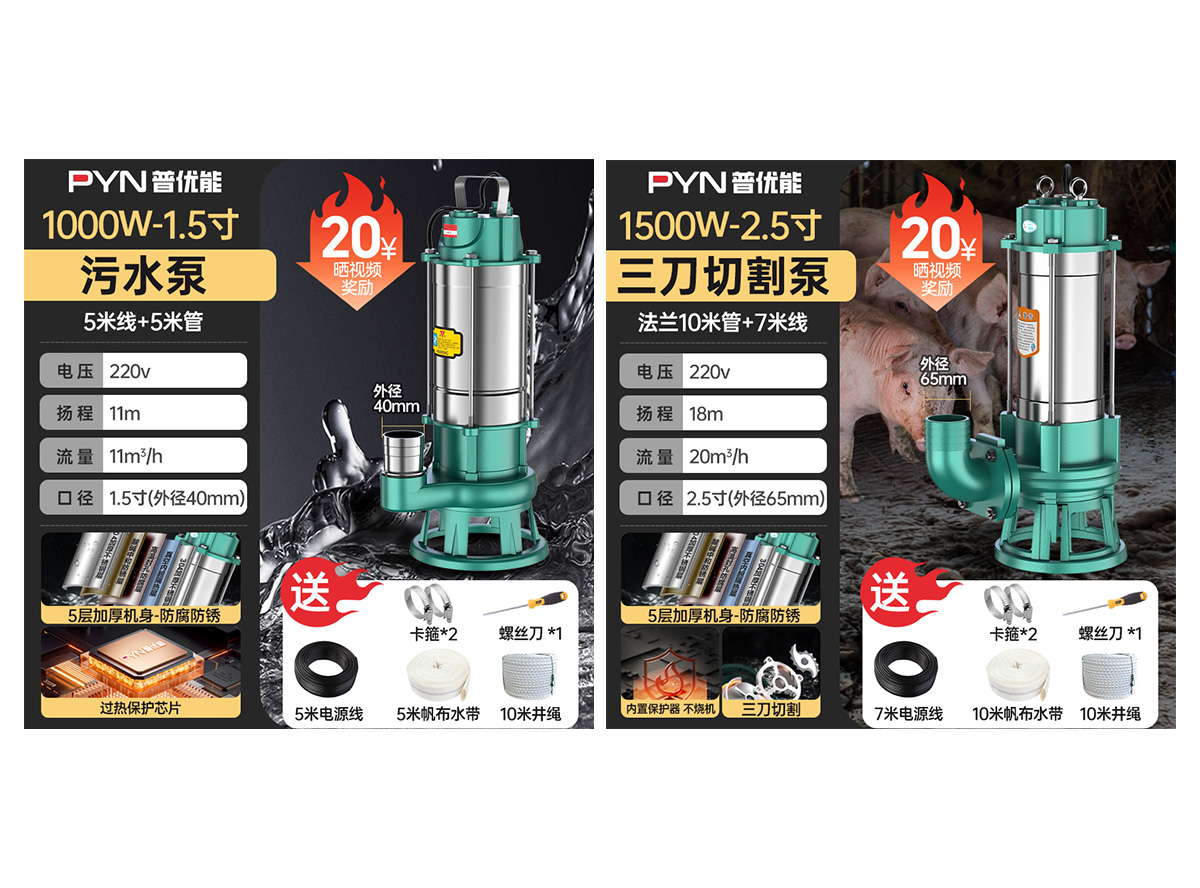 PYN 普优能
1000W-1.5寸
污水泵
5米线+5米管
电压 220v
扬程 11m
流量 11m³/h
口径 1.5寸(外径40mm)
5层加厚机身-防腐防锈
PYN普优能
过热保护芯片
20¥
晒视频
奖励
外径
40mm
送
卡箍*2
螺丝刀 *1
5米电源线
5米帆布水带
10米井绳
PYN 普优能
1500W-2.5寸
三刀切割泵
法兰10米管+7米线
电压 220v
扬程 18m
流量 20m³/h
口径 2.5寸(外径65mm)
5层加厚机身-防腐防锈
内置保护器 不烧机
三刀切割
20¥
晒视频
奖励
外径
65mm
送
卡箍*2
螺丝刀 *1
7米电源线
10米帆布水带
10米井绳